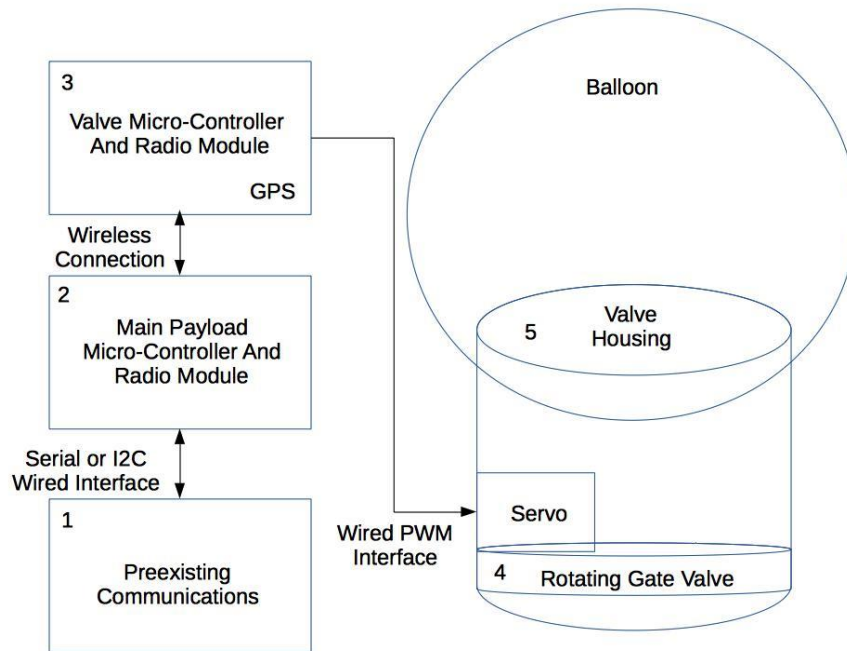 3
Valve Micro-Controller
And Radio Module
GPS
Wireless
Connection
2
Main Payload
Micro-Controller And
Radio Module
Serial or I2C
Wired Interface
1
Preexisting
Communications
Balloon
5
Valve
Housing
Servo
Wired PWM
Interface
4
Rotating Gate Valve